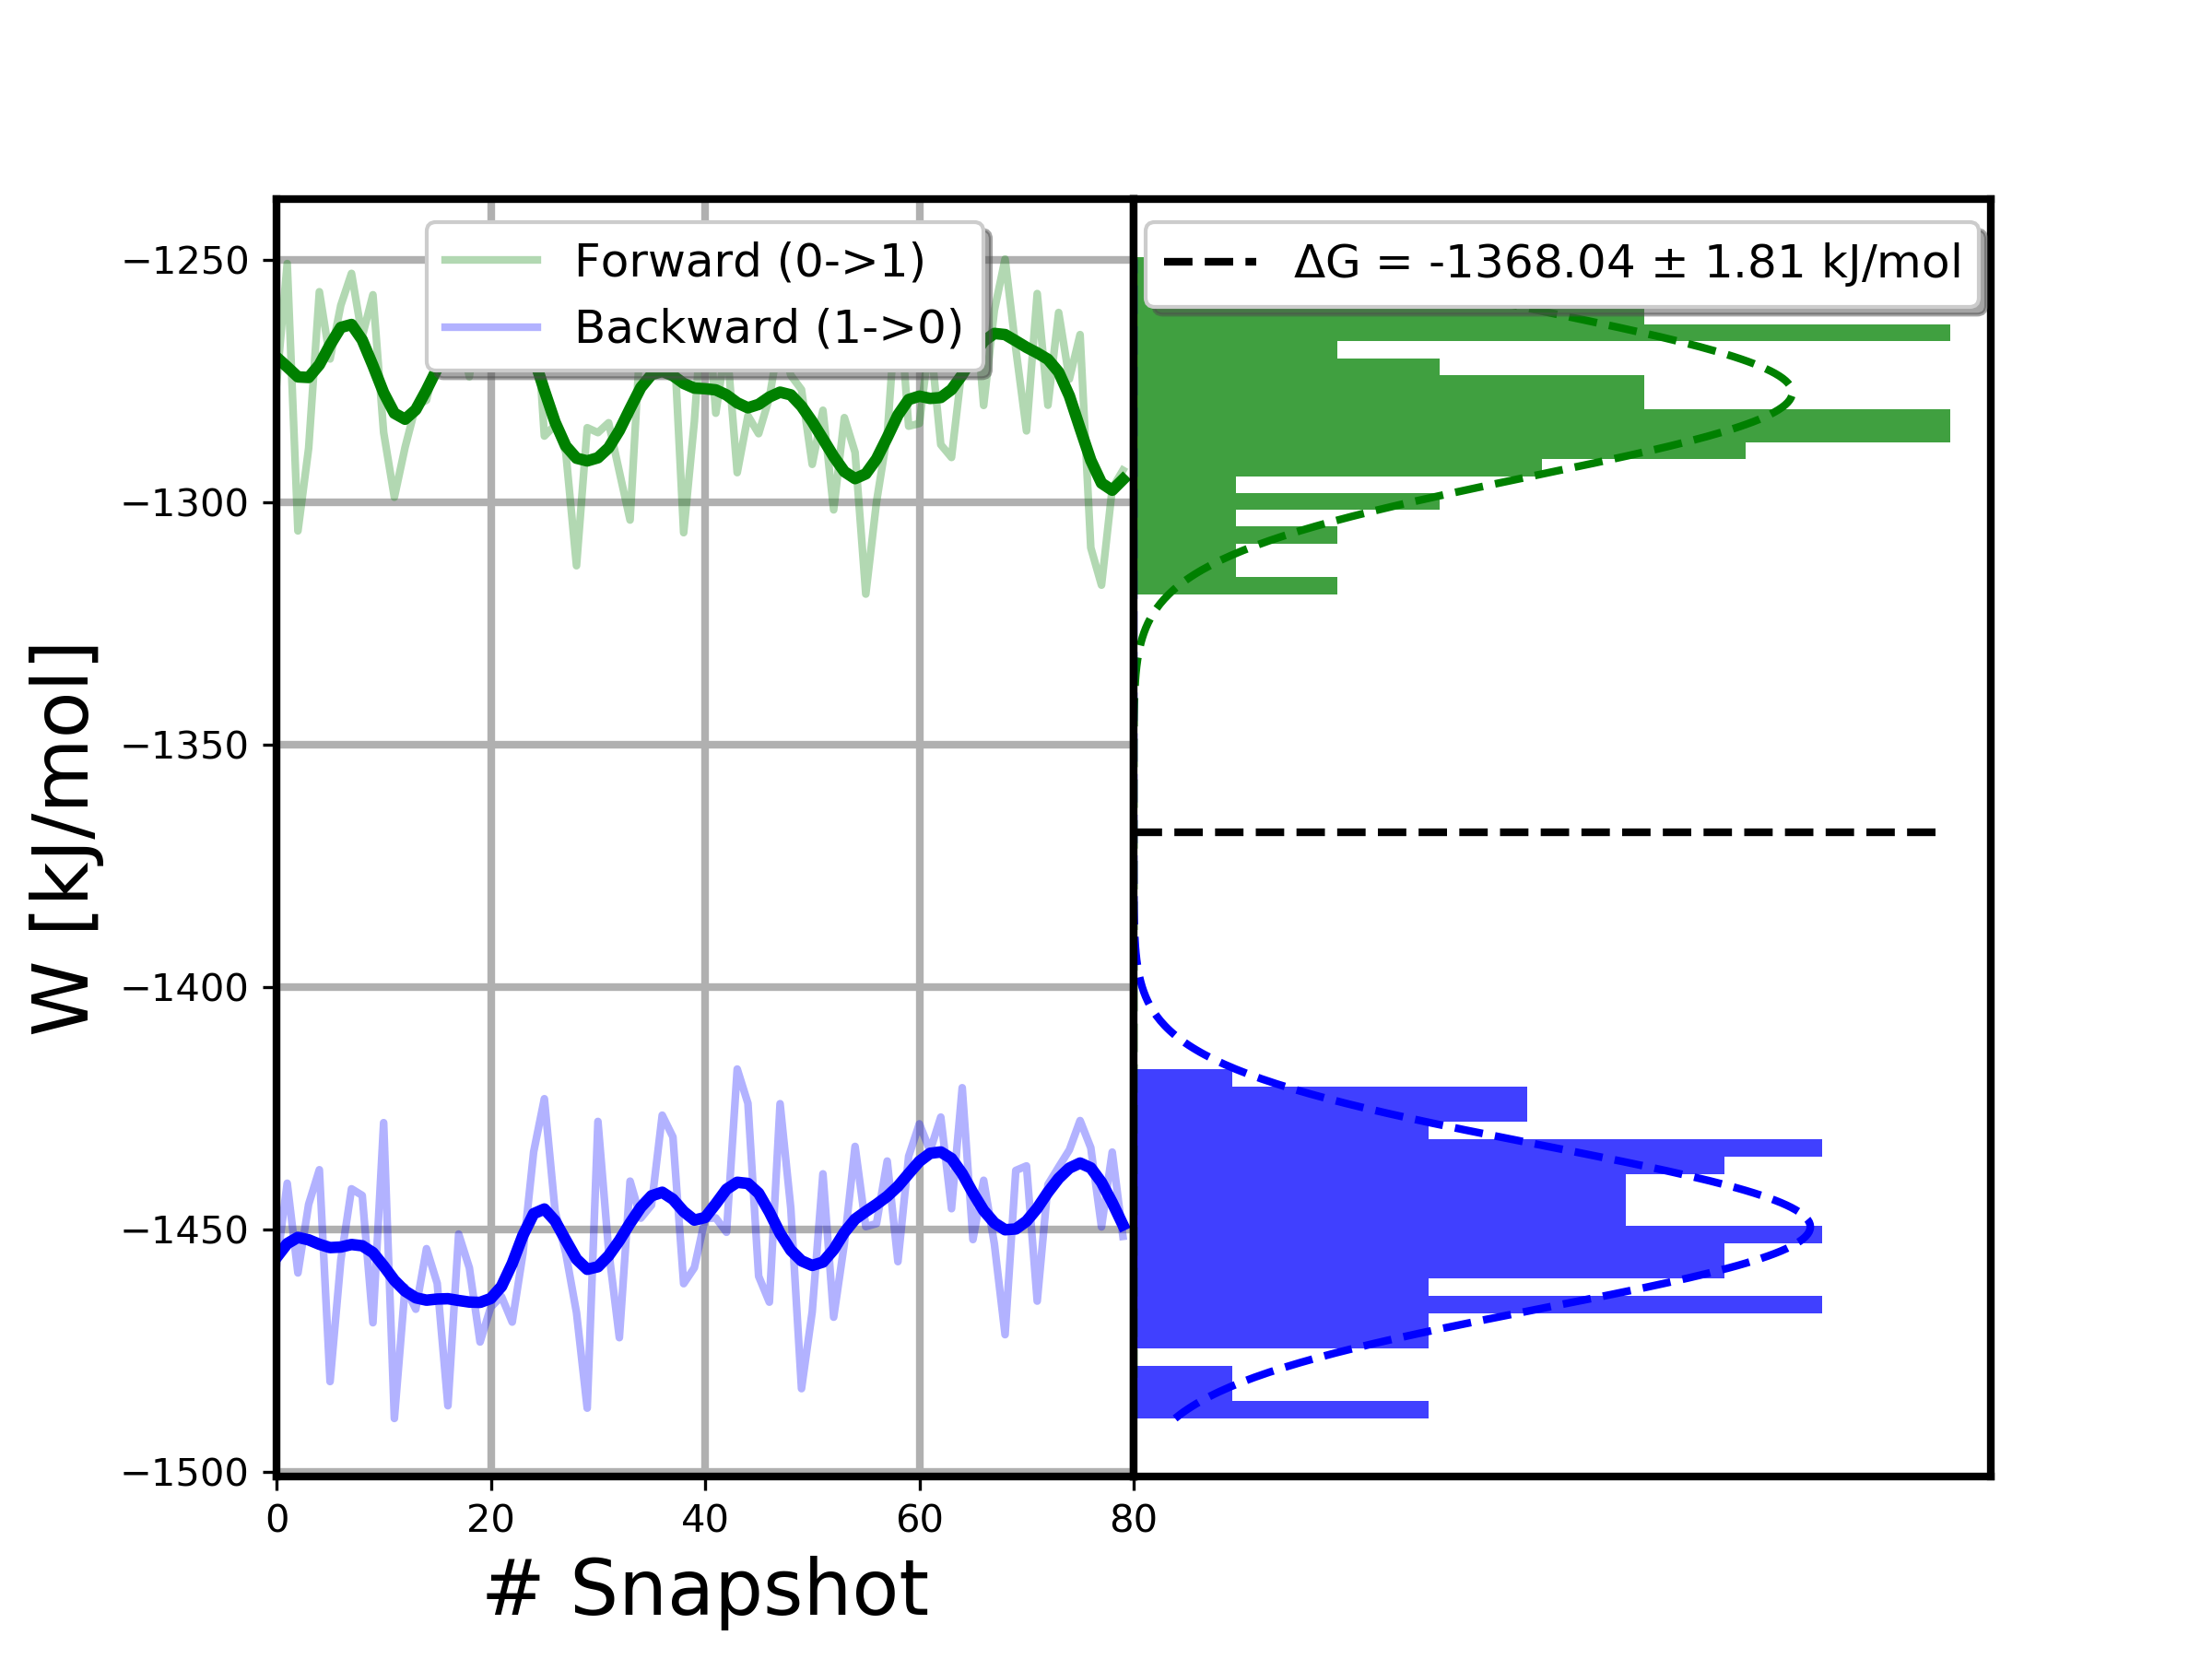 Forward (0->1)
Backward (1->0)
ΔG = -1368.04 ± 1.81 kJ/mol
W [kJ/mol]
−1250
−1300
−1350
−1400
−1450
−1500
0 20 40 60 80
# Snapshot